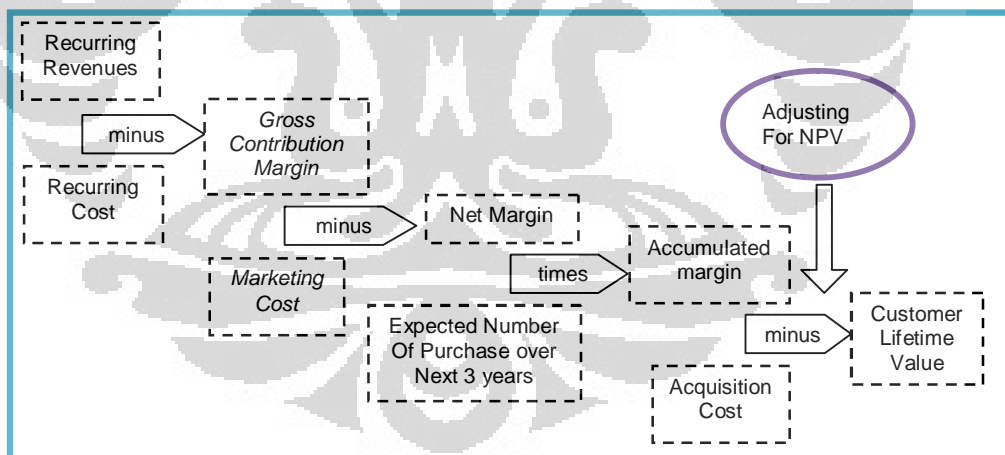 Recurring
Revenues
minus
Gross
Contribution
Margin
Recurring
Cost
minus
Net Margin
Marketing
Cost
times
Accumulated
margin
Expected Number
Of Purchase over
Next 3 years
Adjusting
For NPV
minus
Customer
Lifetime
Value
Acquisition
Cost